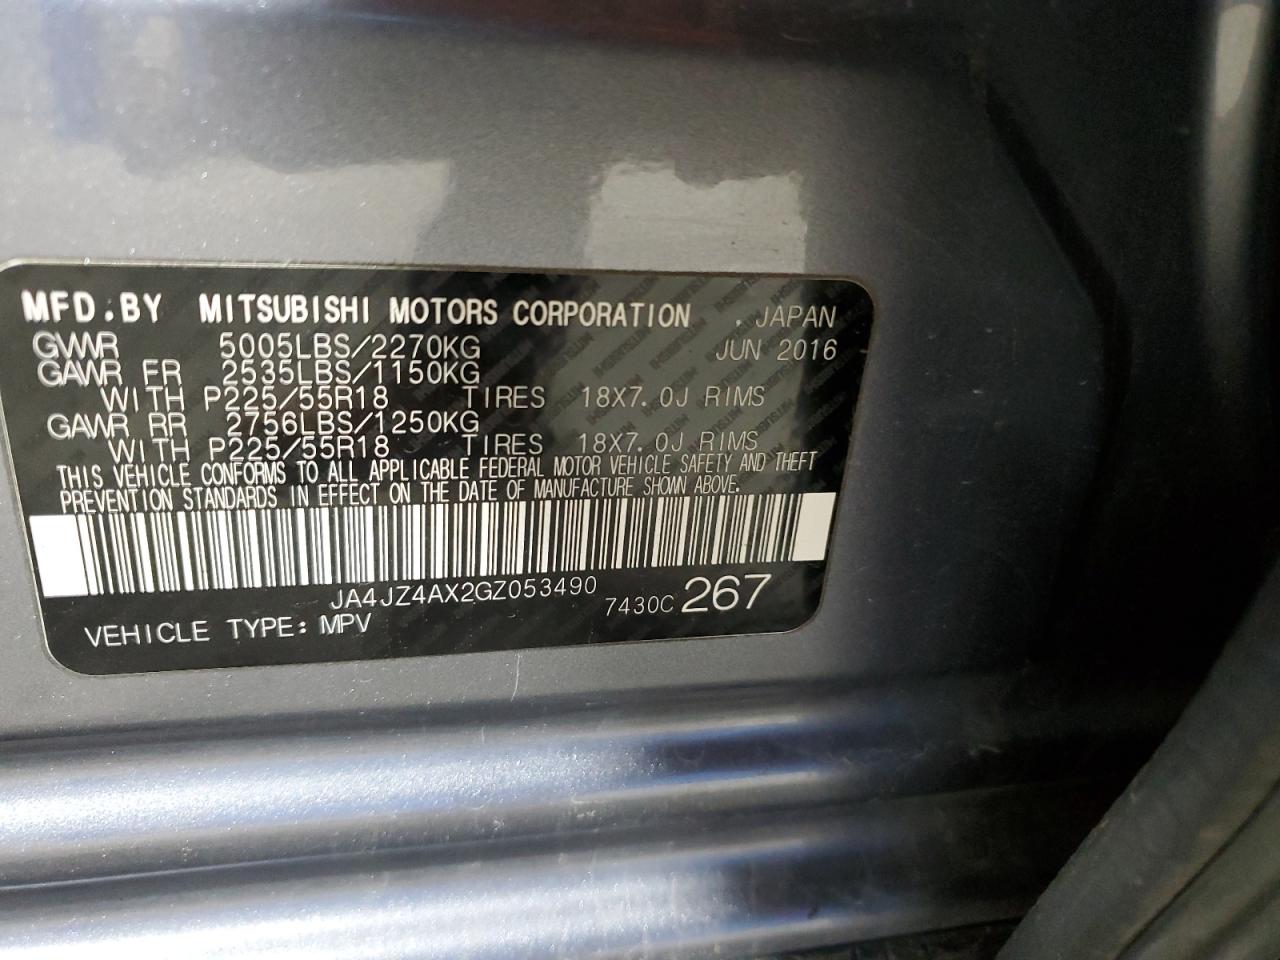 MFD.BY MITSUBISHI MOTORS CORPORATION . JAPAN
GVWR 5005LBS/2270KG JUN 2016
GAWR FR 2535LBS/1150KG
WITH P225/55R18 TIRES 18X7.0J RIMS
GAWR RR 2756LBS/1250KG
WITH P225/55R18 TIRES 18X7.0J RIMS
THIS VEHICLE CONFORMS TO ALL APPLICABLE FEDERAL MOTOR VEHICLE SAFETY AND THEFT
PREVENTION STANDARDS IN EFFECT ON THE DATE OF MANUFACTURE SHOWN ABOVE.
JA4JZ4AX2GZ053490 7430C 267
VEHICLE TYPE: MPV